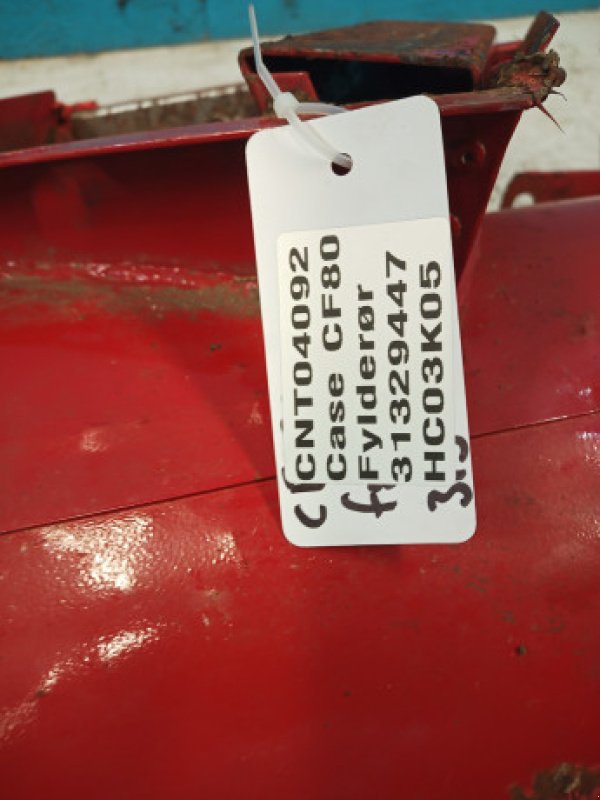 CNT04092
Case CF80
Fylderør
31329447
HC03K05